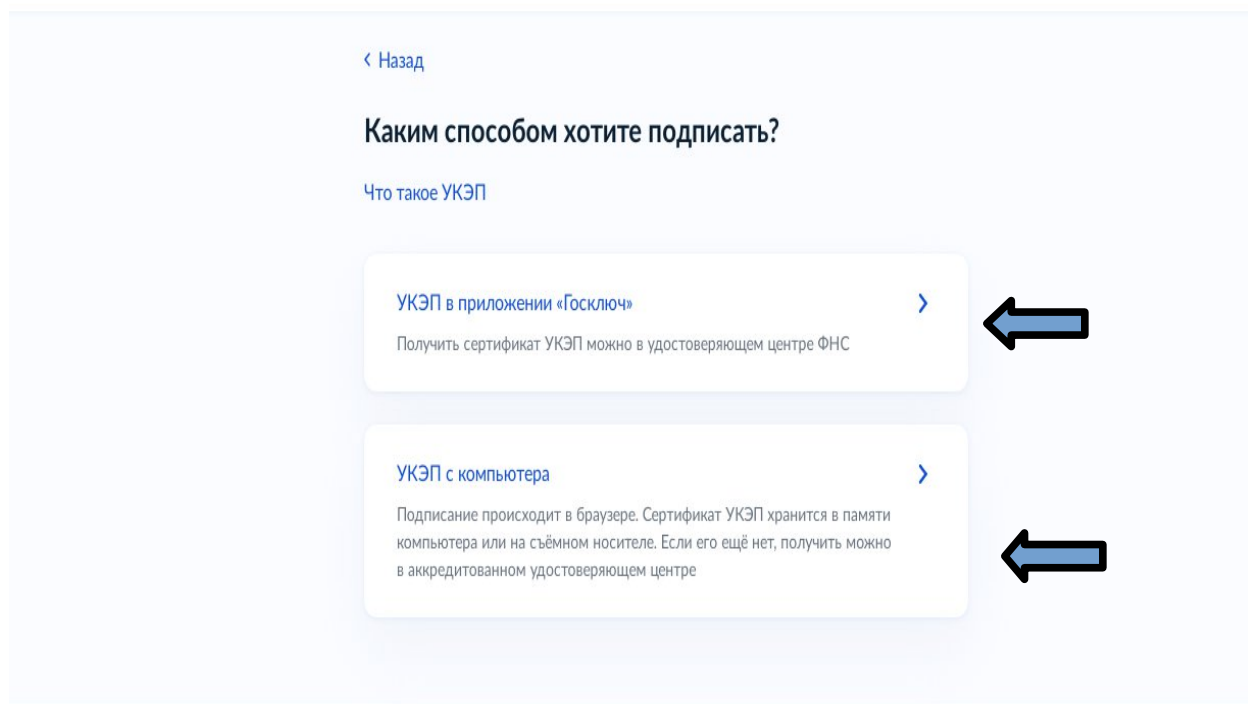 Назад
Каким способом хотите подписать?
Что такое УКЭП
УКЭП в приложении «Госключ»
Получить сертификат УКЭП можно в удостоверяющем центре ФНС
УКЭП с компьютера
Подписание происходит в браузере. Сертификат УКЭП хранится в памяти
компьютера или на съёмном носителе. Если его ещё нет, получить можно
в аккредитованном удостоверяющем центре